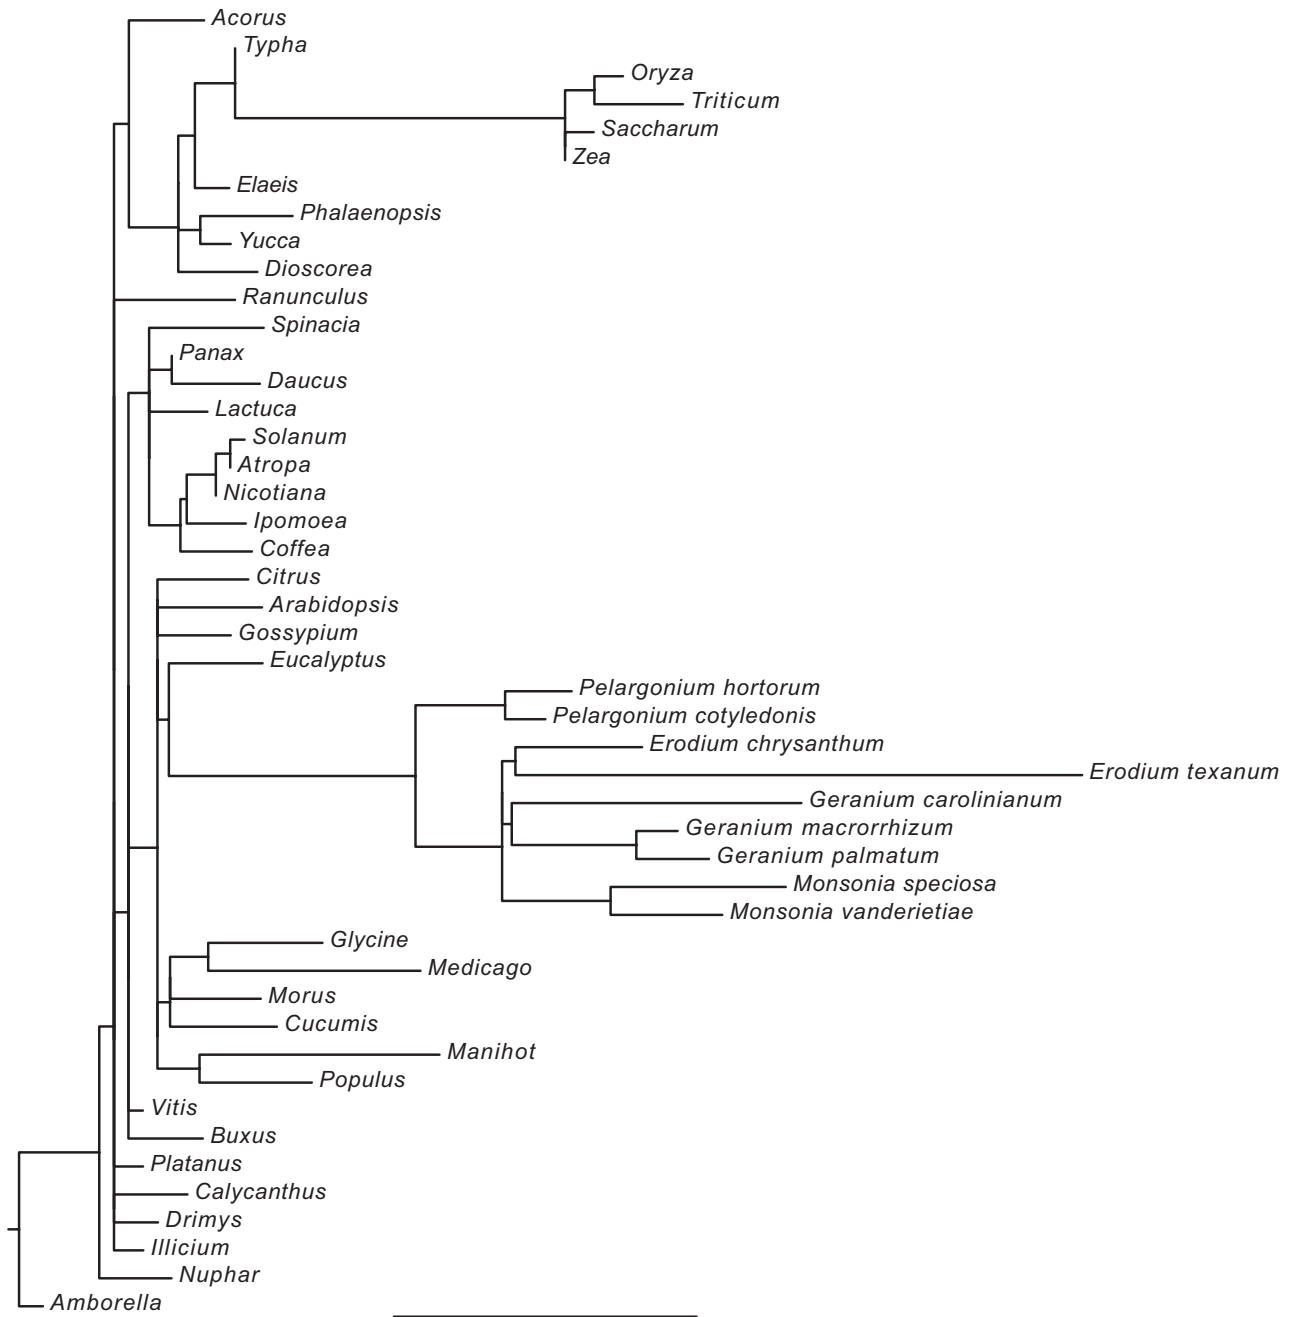 Acorus
Typha
Oryza
Triticum
Saccharum
Zea
Elaeis
Phalaenopsis
Yucca
Dioscorea
Ranunculus
Spinacia
Panax
Daucus
Lactuca
Solanum
Atropa
Nicotiana
Ipomoea
Coffea
Citrus
Arabidopsis
Gossypium
Eucalyptus
Pelargonium hortorum
Pelargonium cotyledonis
Erodium chrysanthum
Erodium texanum
Geranium carolinianum
Geranium macrorrhizum
Geranium palmatum
Monsonia speciosa
Monsonia vanderietiae
Glycine
Medicago
Morus
Cucumis
Manihot
Populus
Vitis
Buxus
Platanus
Calycanthus
Drimys
Illicium
Nuphar
Amborella